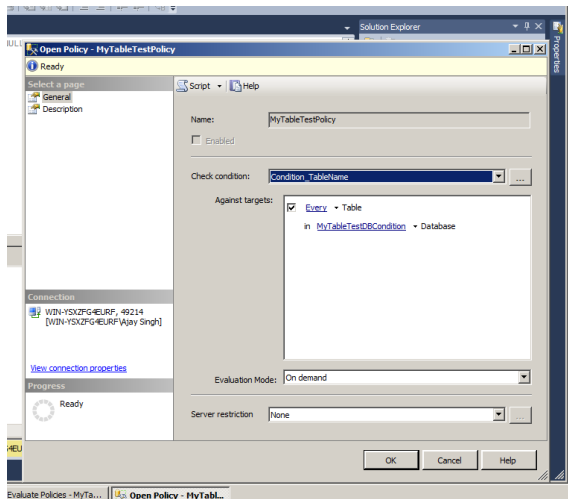 Solution Explorer
Properties
Open Policy - MyTableTestPolicy
Ready
Select a page
General
Description
Script
Help
Name:
MyTableTestPolicy
Enabled
Check condition:
Condition_TableName
...
Against targets:
Every
Table
in MyTableTestDBCondition
Database
Connection
WIN-YSXZFG4EURF, 49214
[WIN-YSXZFG4EURF\Ajay Singh]
View connection properties
Progress
Ready
Evaluation Mode:
On demand
Server restriction
None
...
OK
Cancel
Help
Evaluate Policies - MyTa...
Open Policy - MyTabl...